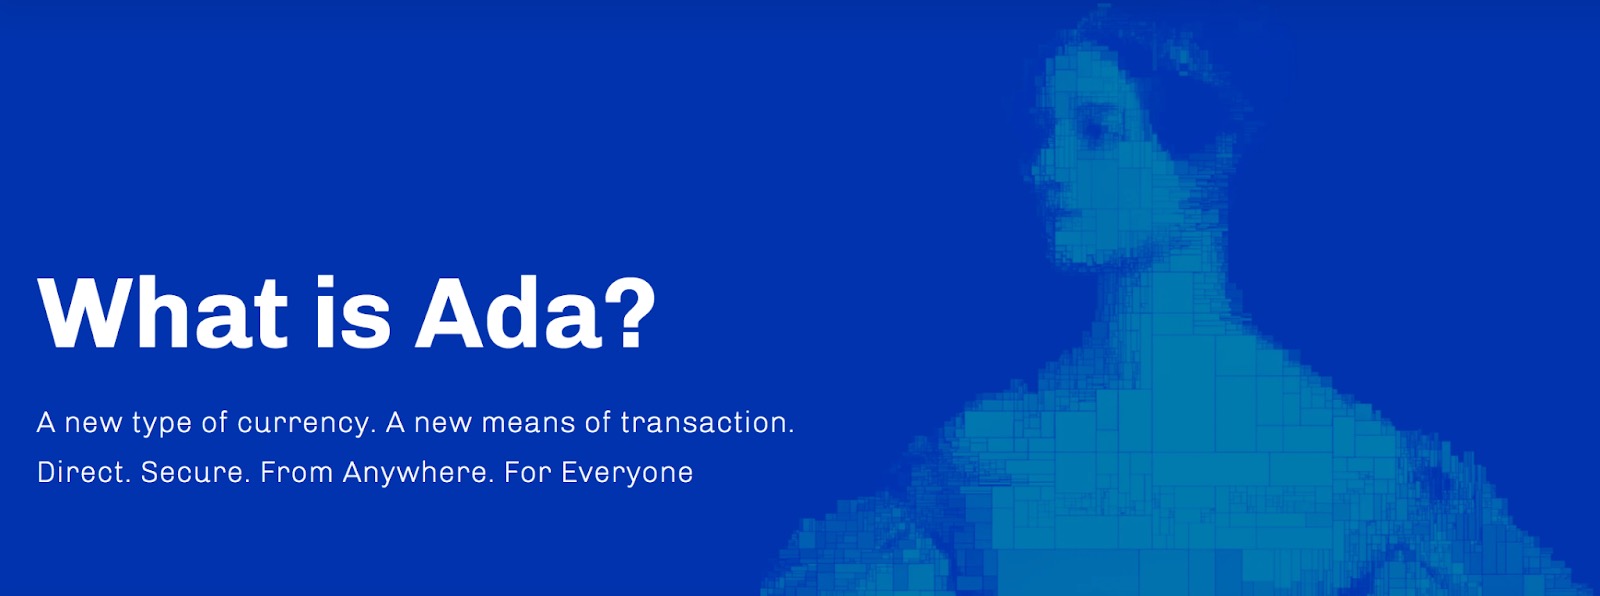 What is Ada?
A new type of currency. A new means of transaction.
Direct. Secure. From Anywhere. For Everyone